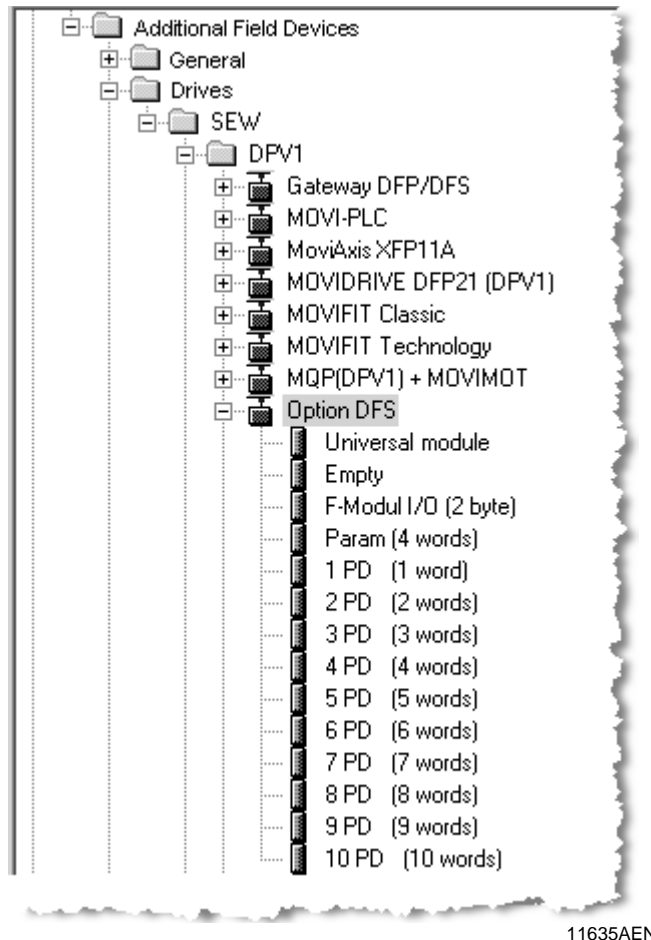 Additional Field Devices
General
Drives
SEW
DPV1
Gateway DFP/DFS
MOVI-PLC
MoviAxis XFP11A
MOVIDRIVE DFP21 (DPV1)
MOVIFIT Classic
MOVIFIT Technology
MQP(DPV1) + MOVIMOT
Option DFS
Universal module
Empty
F-Modul I/O (2 byte)
Param (4 words)
1 PD (1 word)
2 PD (2 words)
3 PD (3 words)
4 PD (4 words)
5 PD (5 words)
6 PD (6 words)
7 PD (7 words)
8 PD (8 words)
9 PD (9 words)
10 PD (10 words)
11635AEN